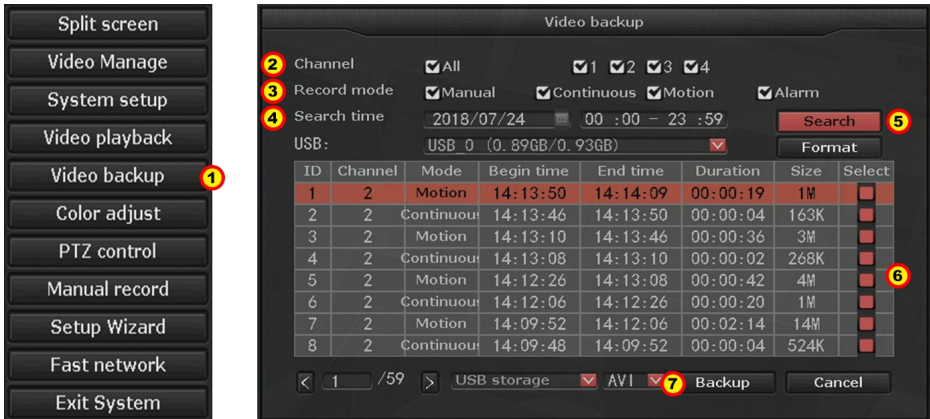 Split screen
Video Manage
System setup
Video playback
Video backup 1
Color adjust
PTZ control
Manual record
Setup Wizard
Fast network
Exit System
Video backup
2 Channel All 1 2 3 4
3 Record mode Manual Continuous Motion Alarm
4 Search time 2018/07/24 00 :00 - 23 :59 Search 5
USB: USB_0 (0.89GB/0.93GB) Format
ID Channel Mode Begin time End time Duration Size Select
1 2 Motion 14:13:50 14:14:09 00:00:19 1M
2 2 Continuous 14:13:46 14:13:50 00:00:04 163K
3 2 Motion 14:13:10 14:13:46 00:00:36 3M
4 2 Continuous 14:13:08 14:13:10 00:00:02 268K
5 2 Motion 14:12:26 14:13:08 00:00:42 4M 6
6 2 Continuous 14:12:06 14:12:26 00:00:20 1M
7 2 Motion 14:09:52 14:12:06 00:02:14 14M
8 2 Continuous 14:09:48 14:09:52 00:00:04 524K
< 1 /59 > USB storage AVI 7 Backup Cancel